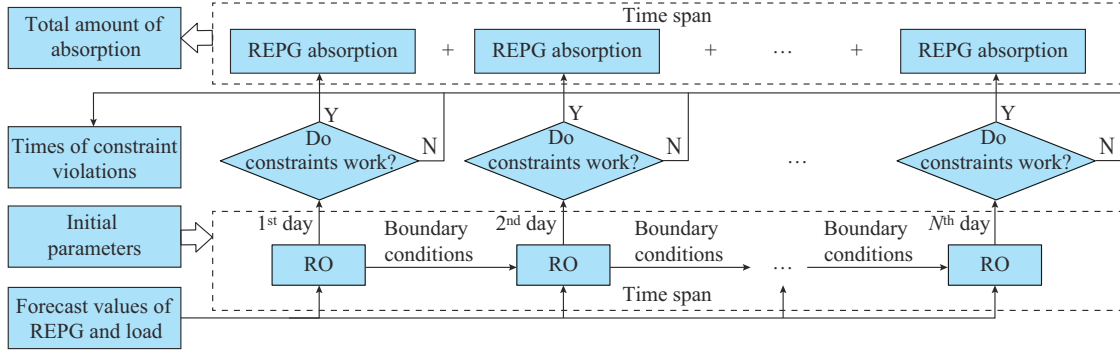 Total amount of
absorption
Time span
REPG absorption
+
REPG absorption
+
...
+
REPG absorption
Y
Y
Y
Times of constraint
violations
Do
constraints work?
N
Do
constraints work?
N
...
Do
constraints work?
N
Initial
parameters
1st day
2nd day
Nth day
Boundary
conditions
Boundary
conditions
Boundary
conditions
RO
RO
...
RO
Forecast values of
REPG and load
Time span